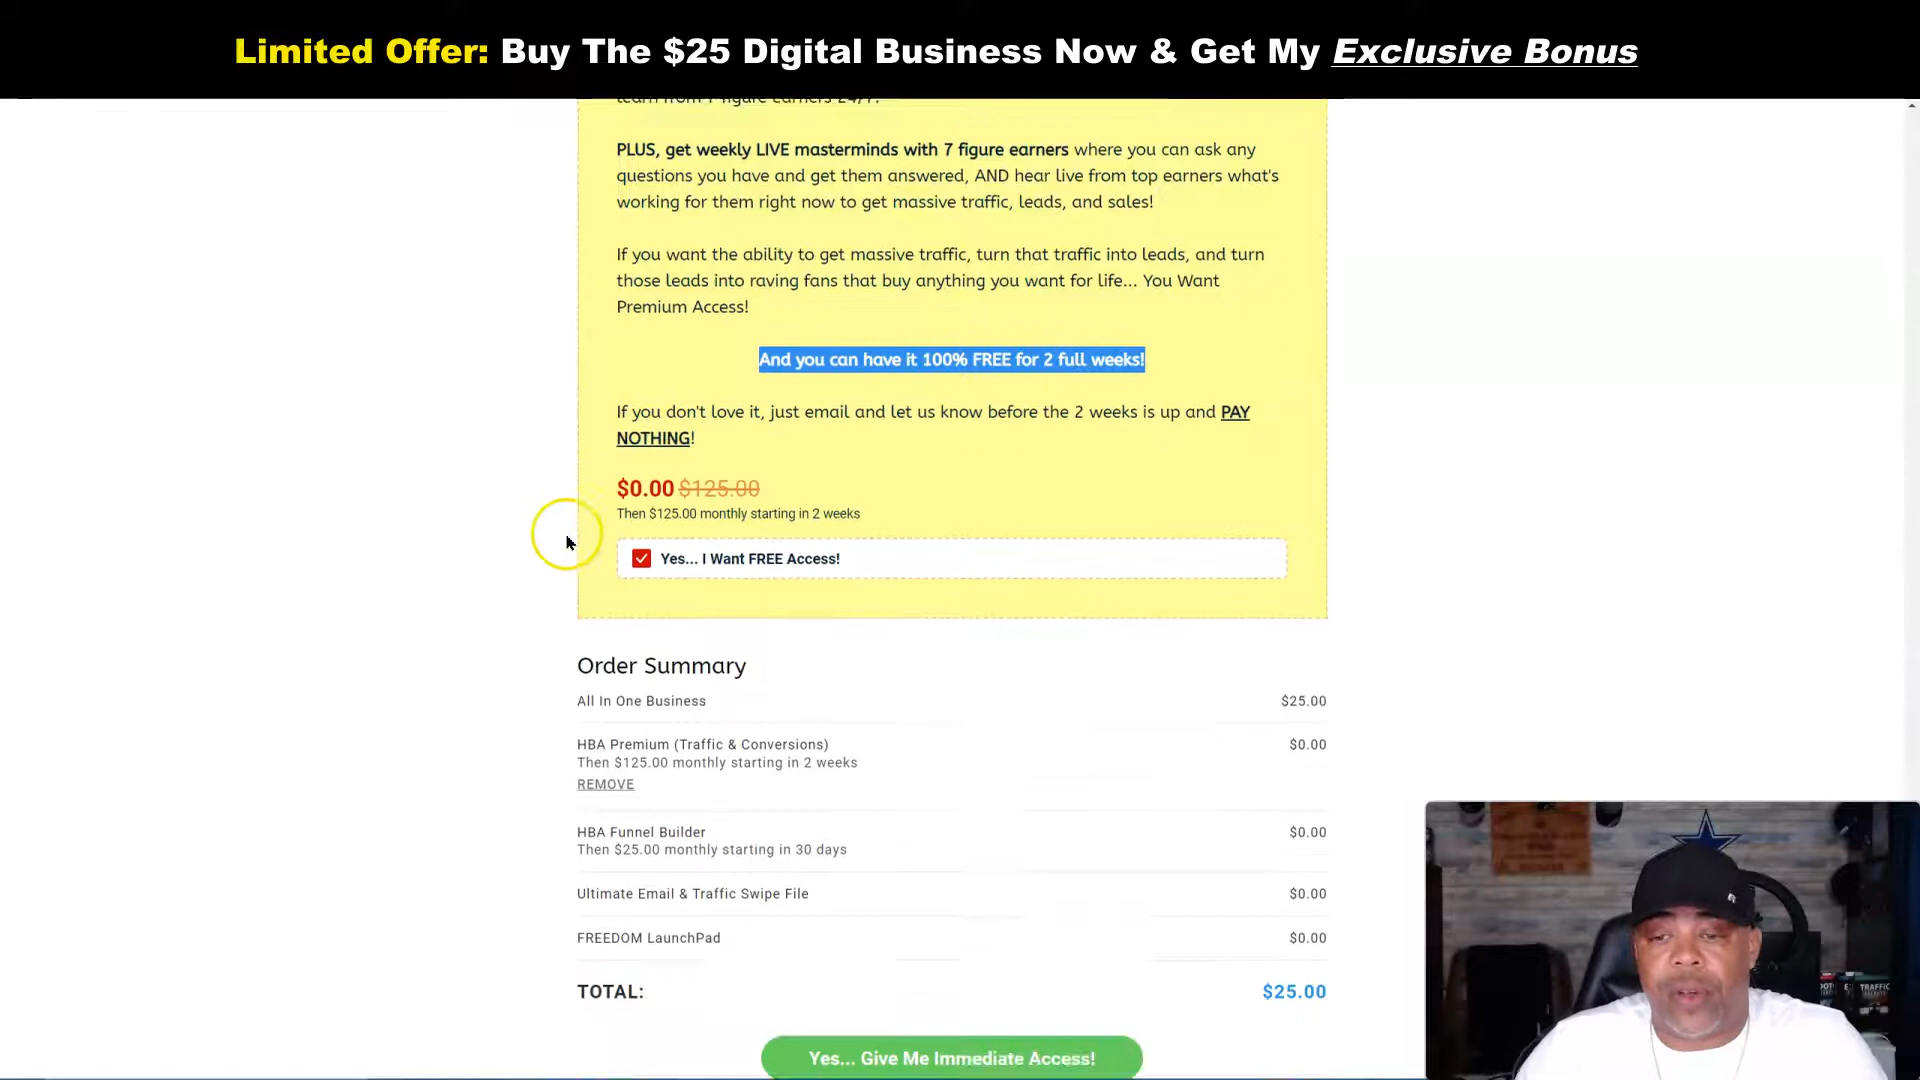 Limited Offer: Buy The $25 Digital Business Now & Get My Exclusive Bonus
learn from 7 figure earners 24/7.
PLUS, get weekly LIVE masterminds with 7 figure earners where you can ask any
questions you have and get them answered, AND hear live from top earners what's
working for them right now to get massive traffic, leads, and sales!
If you want the ability to get massive traffic, turn that traffic into leads, and turn
those leads into raving fans that buy anything you want for life... You Want
Premium Access!
And you can have it 100% FREE for 2 full weeks!
If you don't love it, just email and let us know before the 2 weeks is up and PAY
NOTHING!
$0.00 $125.00
Then $125.00 monthly starting in 2 weeks
Yes... I Want FREE Access!
Order Summary
All In One Business $25.00
HBA Premium (Traffic & Conversions) $0.00
Then $125.00 monthly starting in 2 weeks
REMOVE
HBA Funnel Builder $0.00
Then $25.00 monthly starting in 30 days
Ultimate Email & Traffic Swipe File $0.00
FREEDOM LaunchPad $0.00
TOTAL: $25.00
Yes... Give Me Immediate Access!
TRAFFIC